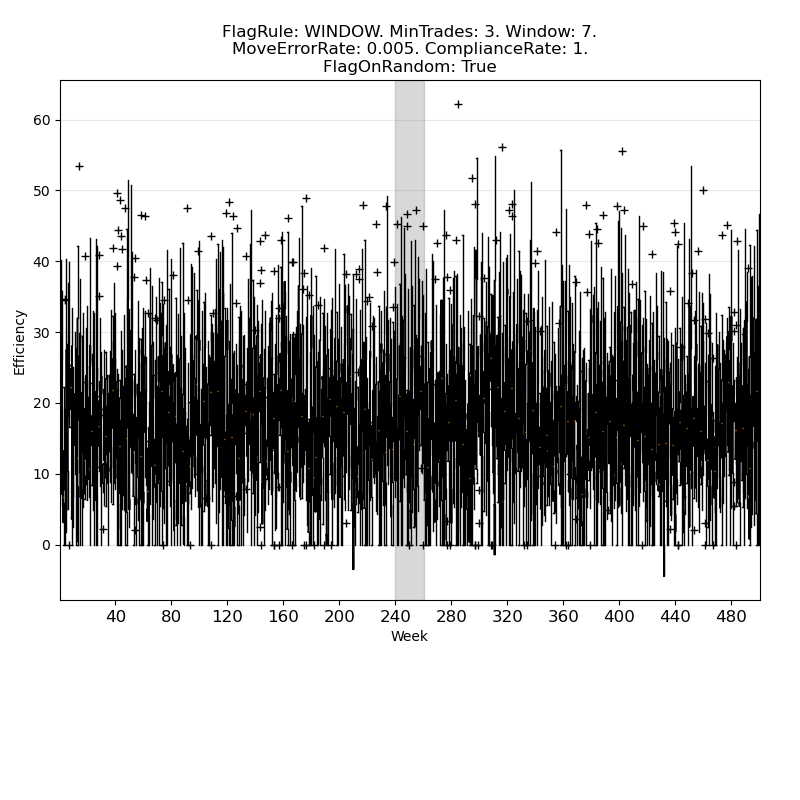 FlagRule: WINDOW. MinTrades: 3. Window: 7.
MoveErrorRate: 0.005. ComplianceRate: 1.
FlagOnRandom: True
60
50
40
30
20
10
0
Efficiency
40 80 120 160 200 240 280 320 360 400 440 480
Week